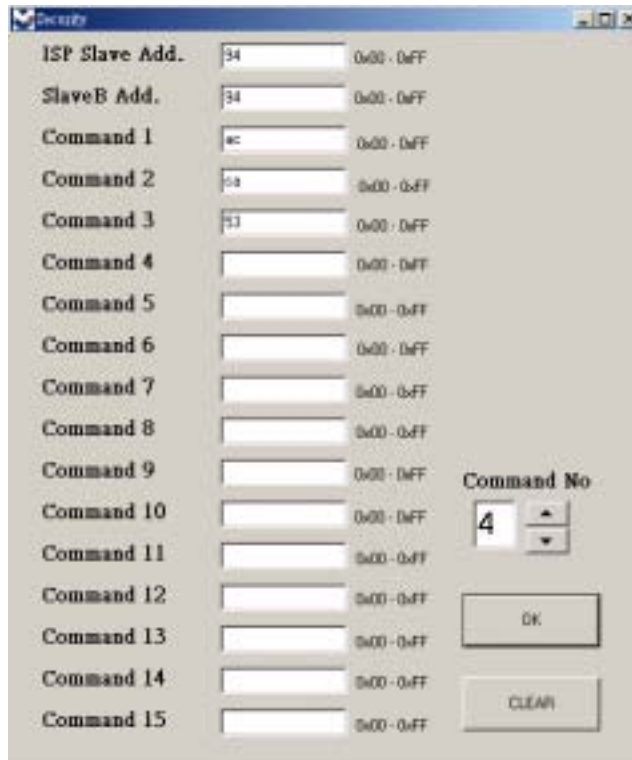 Security
ISP Slave Add. 94 0x00 - 0xFF
SlaveB Add. 94 0x00 - 0xFF
Command 1 ac 0x00 - 0xFF
Command 2 ca 0x00 - 0xFF
Command 3 53 0x00 - 0xFF
Command 4 0x00 - 0xFF
Command 5 0x00 - 0xFF
Command 6 0x00 - 0xFF
Command 7 0x00 - 0xFF
Command 8 0x00 - 0xFF
Command 9 0x00 - 0xFF
Command No
Command 10 0x00 - 0xFF
4
Command 11 0x00 - 0xFF
Command 12 0x00 - 0xFF
OK
Command 13 0x00 - 0xFF
Command 14 0x00 - 0xFF
CLEAR
Command 15 0x00 - 0xFF